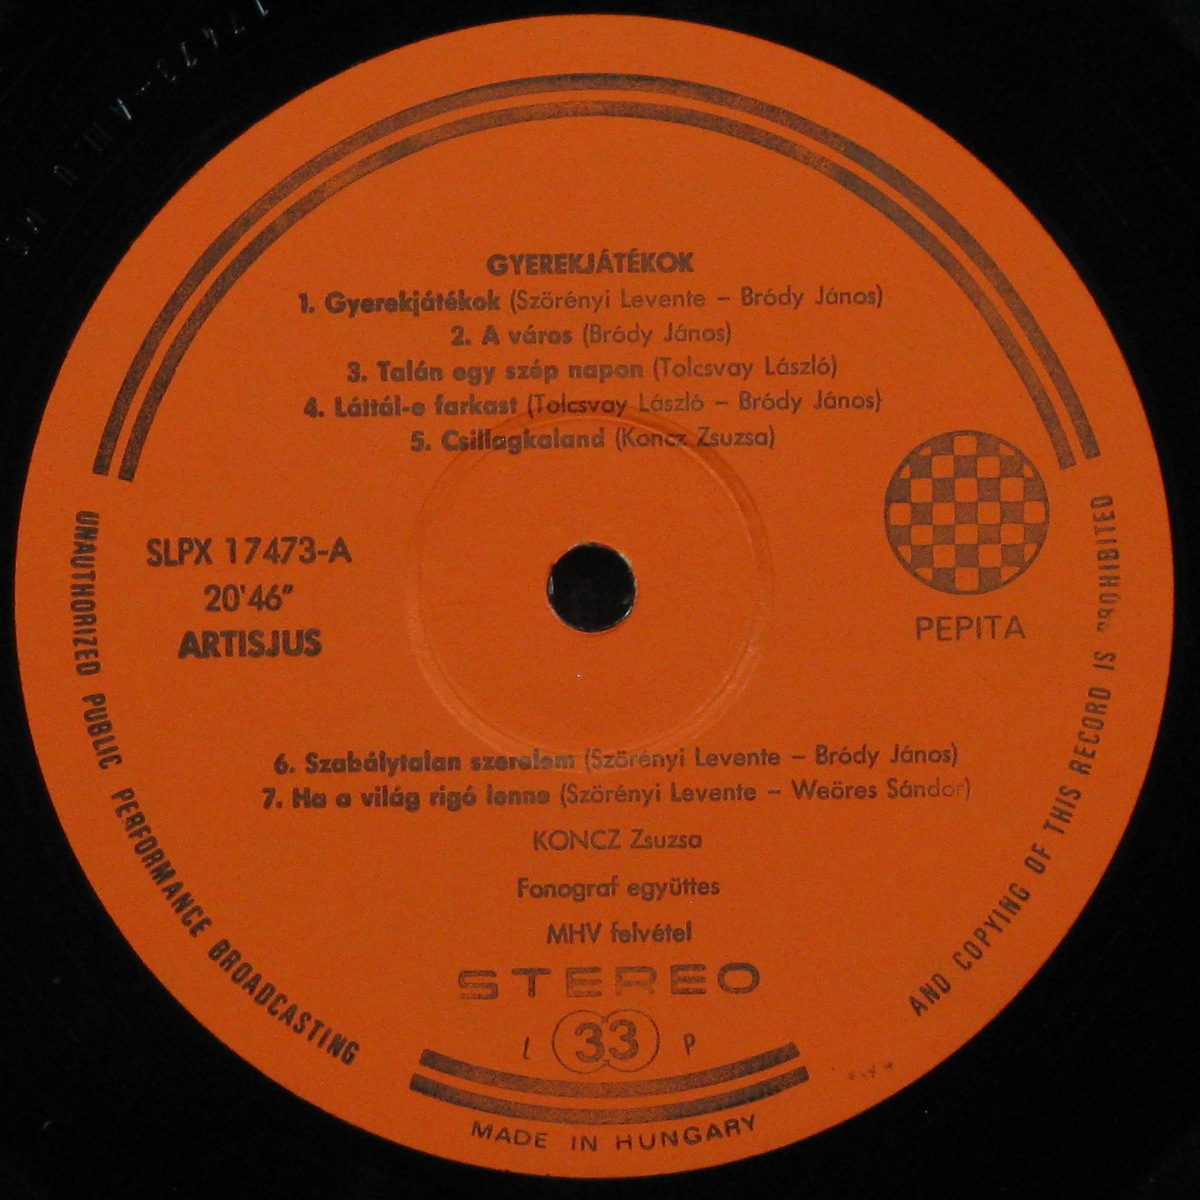 GYEREKJÁTÉKOK
1. Gyerekjátékok (Szörényi Levente – Bródy János)
2. A város (Bródy János)
3. Talán egy szép napon (Tolcsvay László)
4. Láttál-e farkast (Tolcsvay László – Bródy János)
5. Csillagkaland (Koncz Zsuzsa)
SLPX 17473-A
20'46"
ARTISJUS
PEPITA
6. Szabálytalan szerelem (Szörényi Levente – Bródy János)
7. Ha a világ rigó lenne (Szörényi Levente – Weöres Sándor)
KONCZ Zsuzsa
Fonograf együttes
MHV felvétel
STEREO
L 33 P
UNAUTHORIZED PUBLIC PERFORMANCE BROADCASTING
AND COPYING OF THIS RECORD IS PROHIBITED
MADE IN HUNGARY